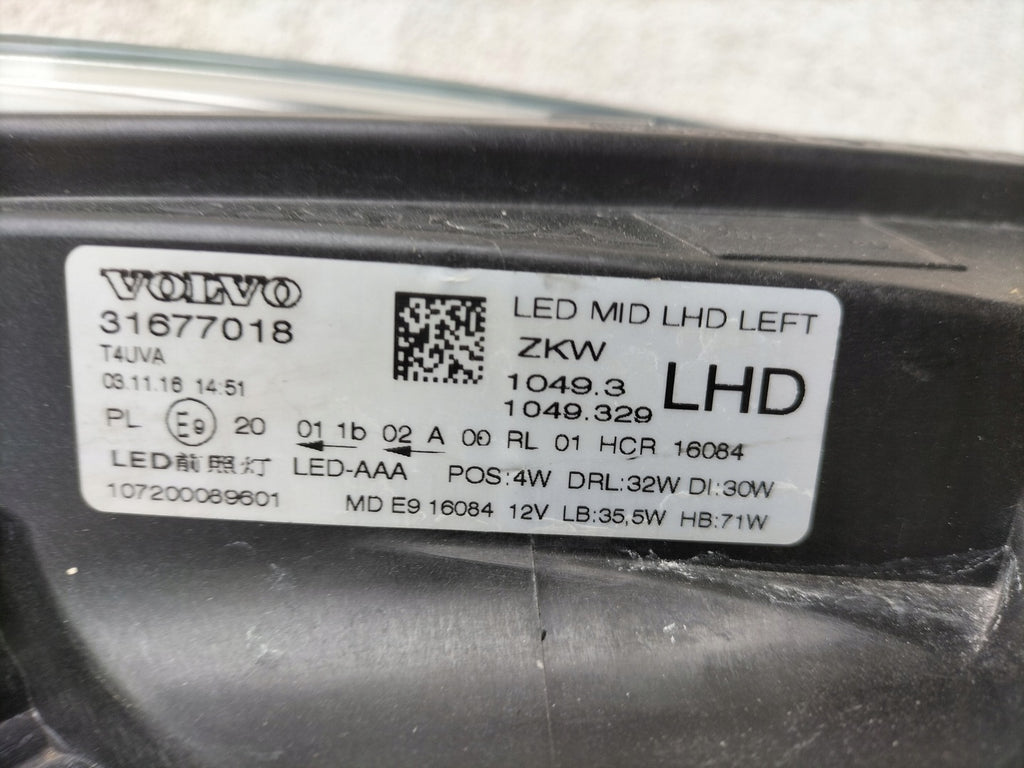 VOLVO
31677018
T4UVA
03.11.16 14:51
LED MID LHD LEFT
ZKW
1049.3
1049.329
LHD
PL E9 20 01 1b 02 A 00 RL 01 HCR 16084
LED前照灯 LED-AAA POS:4W DRL:32W DI:30W
107200089601 MD E9 16084 12V LB:35,5W HB:71W